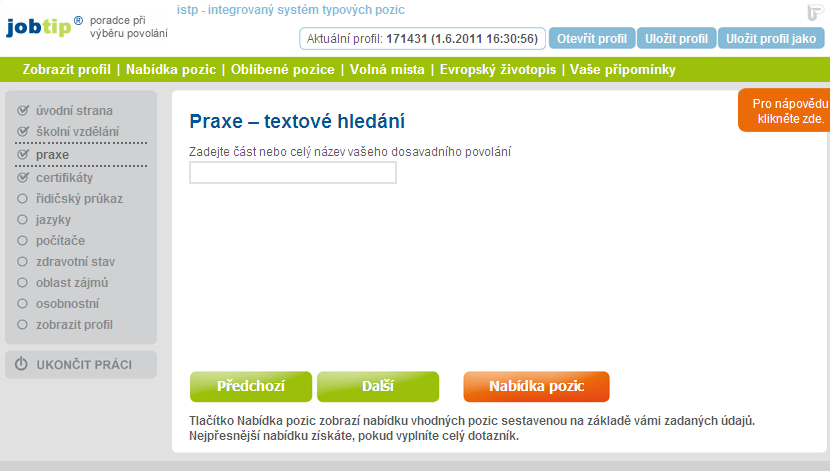 istp - integrovaný systém typových pozic
jobtip® poradce při
výběru povolání
Aktuální profil: 171431 (1.6.2011 16:30:56) Otevřít profil Uložit profil Uložit profil jako
Zobrazit profil | Nabídka pozic | Oblíbené pozice | Volná místa | Evropský životopis | Vaše připomínky
úvodní strana
školní vzdělání
praxe
certifikáty
řidičský průkaz
jazyky
počítače
zdravotní stav
oblast zájmů
osobnostní
zobrazit profil
UKONČIT PRÁCI
Pro nápovědu
klikněte zde.
Praxe – textové hledání
Zadejte část nebo celý název vašeho dosavadního povolání
Předchozí Další Nabídka pozic
Tlačítko Nabídka pozic zobrazí nabídku vhodných pozic sestavenou na základě vámi zadaných údajů.
Nejpřesnější nabídku získáte, pokud vyplníte celý dotazník.